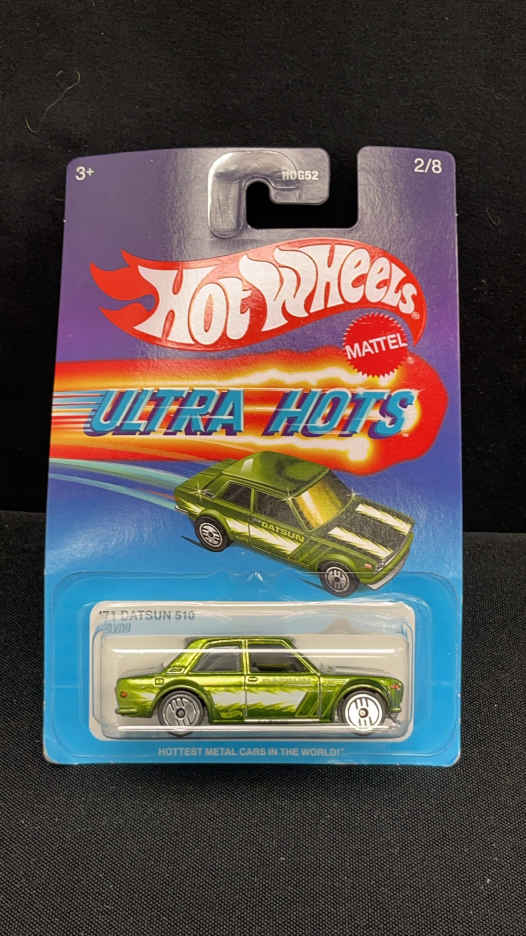 3+
HDG52
2/8
HOT WHEELS®
MATTEL®
ULTRA HOTS
DATSUN
'71 DATSUN 510
HOTTEST METAL CARS IN THE WORLD!™